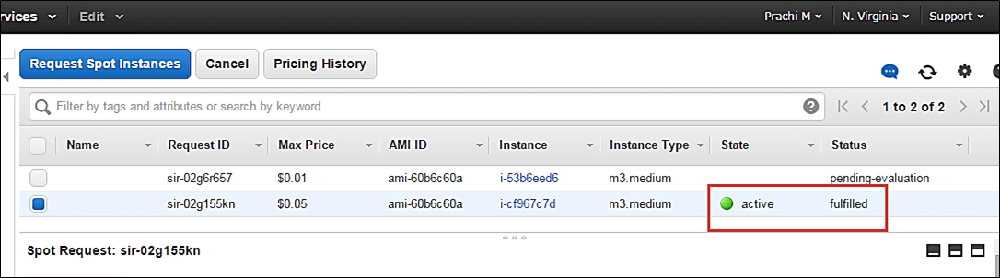 rvices Edit Prachi M N. Virginia Support
Request Spot Instances Cancel Pricing History
Filter by tags and attributes or search by keyword ? 1 to 2 of 2
Name Request ID Max Price AMI ID Instance Instance Type State Status
sir-02g6r657 $0.01 ami-60b6c60a i-53b6eed6 m3.medium pending-evaluation
sir-02g155kn $0.05 ami-60b6c60a i-cf967c7d m3.medium active fulfilled
Spot Request: sir-02g155kn